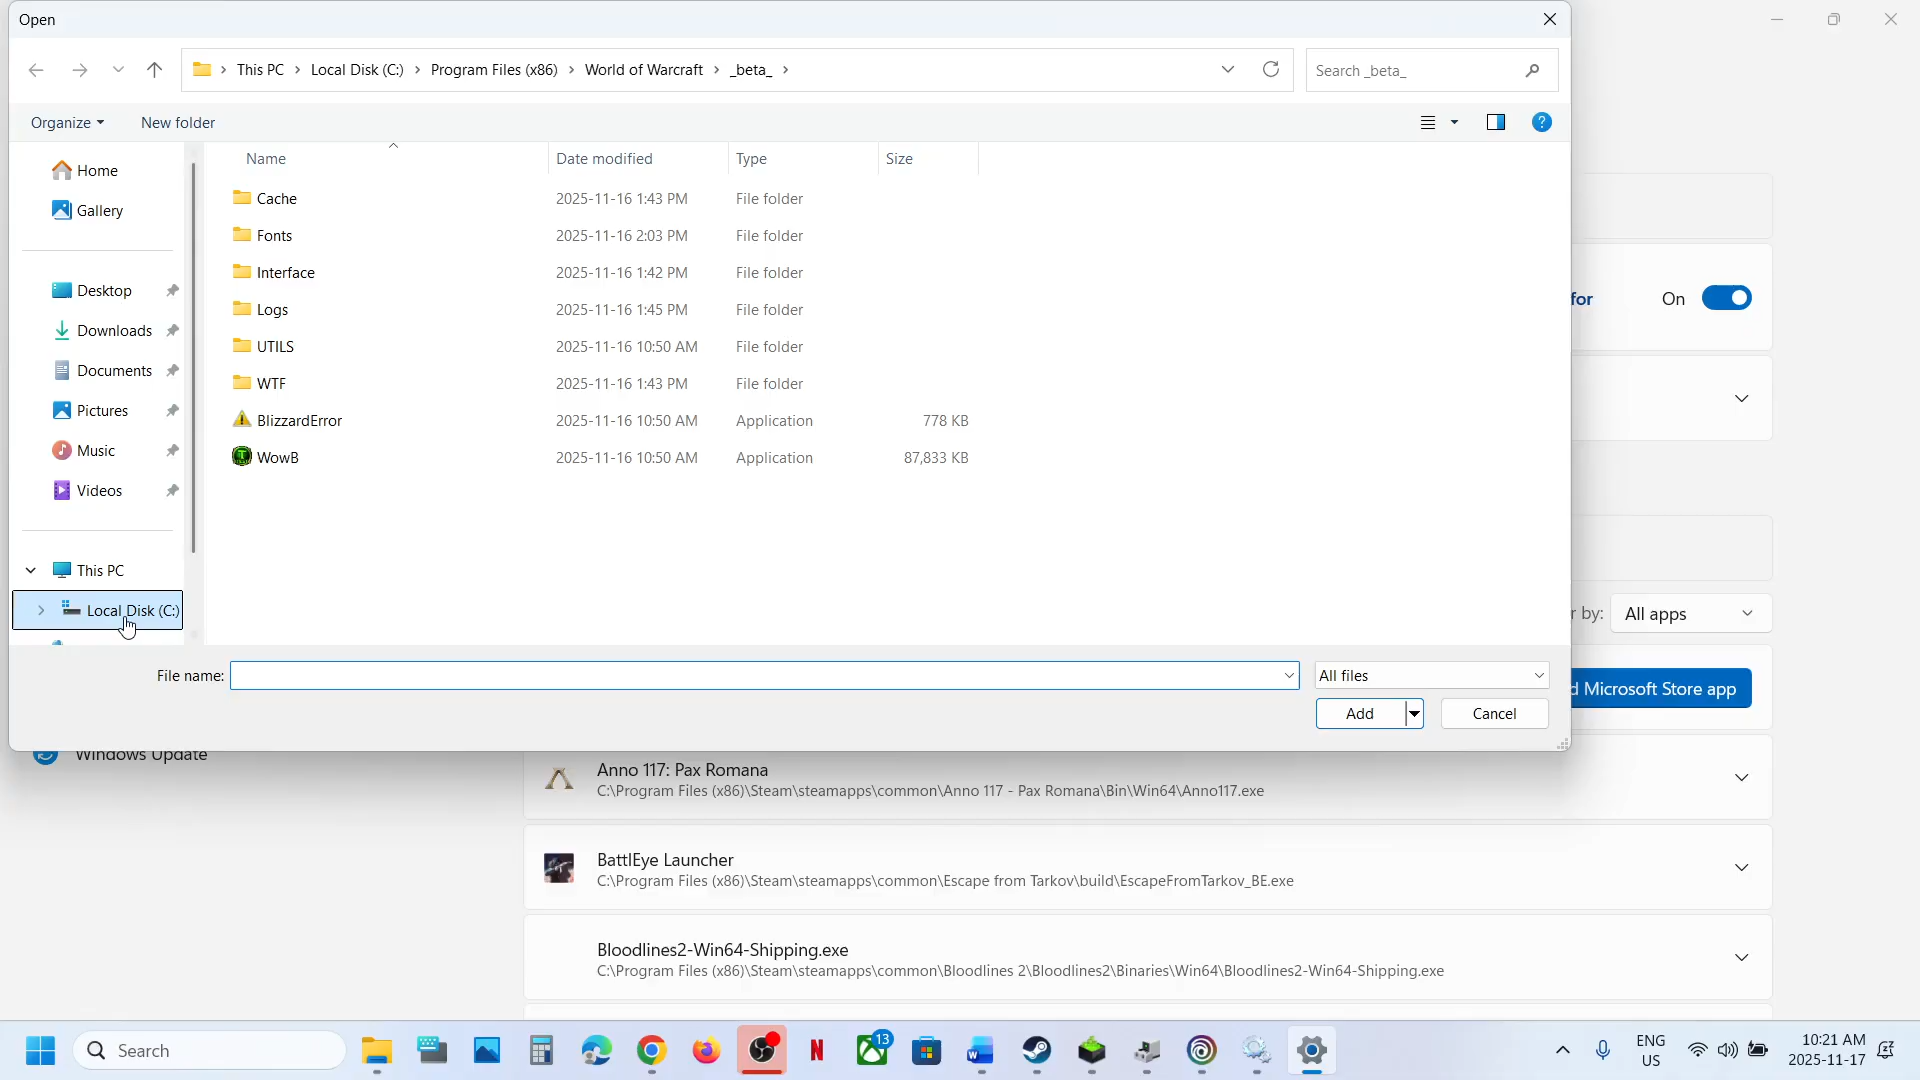 Open
This PC > Local Disk (C:) > Program Files (x86) > World of Warcraft > _beta_ >
Search _beta_
Organize
New folder
?
Home
Gallery
Desktop
Downloads
Documents
Pictures
Music
Videos
This PC
Local Disk (C:)
Name Date modified Type Size
Cache 2025-11-16 1:43 PM File folder
Fonts 2025-11-16 2:03 PM File folder
Interface 2025-11-16 1:42 PM File folder
Logs 2025-11-16 1:45 PM File folder
UTILS 2025-11-16 10:50 AM File folder
WTF 2025-11-16 1:43 PM File folder
BlizzardError 2025-11-16 10:50 AM Application 778 KB
WowB 2025-11-16 10:50 AM Application 87,833 KB
File name:
All files
Add
Cancel
for
On
r by:
All apps
d Microsoft Store app
Windows Update
Anno 117: Pax Romana
C:\Program Files (x86)\Steam\steamapps\common\Anno 117 - Pax Romana\Bin\Win64\Anno117.exe
BattlEye Launcher
C:\Program Files (x86)\Steam\steamapps\common\Escape from Tarkov\build\EscapeFromTarkov_BE.exe
Bloodlines2-Win64-Shipping.exe
C:\Program Files (x86)\Steam\steamapps\common\Bloodlines 2\Bloodlines2\Binaries\Win64\Bloodlines2-Win64-Shipping.exe
Search
N
13
ENG
US
10:21 AM
2025-11-17